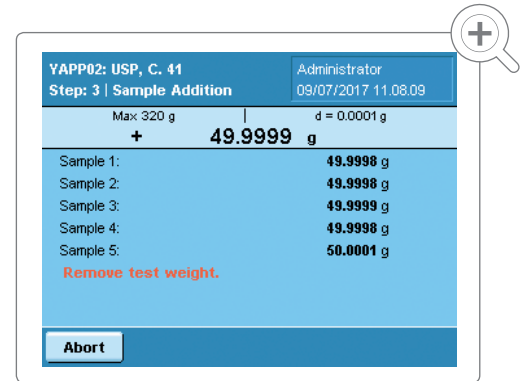 YAPP02: USP, C. 41
Administrator
Step: 3 | Sample Addition
09/07/2017 11.08.09
Max 320 g
d = 0.0001 g
+ 49.9999 g
Sample 1: 49.9998 g
Sample 2: 49.9998 g
Sample 3: 49.9999 g
Sample 4: 49.9998 g
Sample 5: 50.0001 g
Remove test weight.
Abort